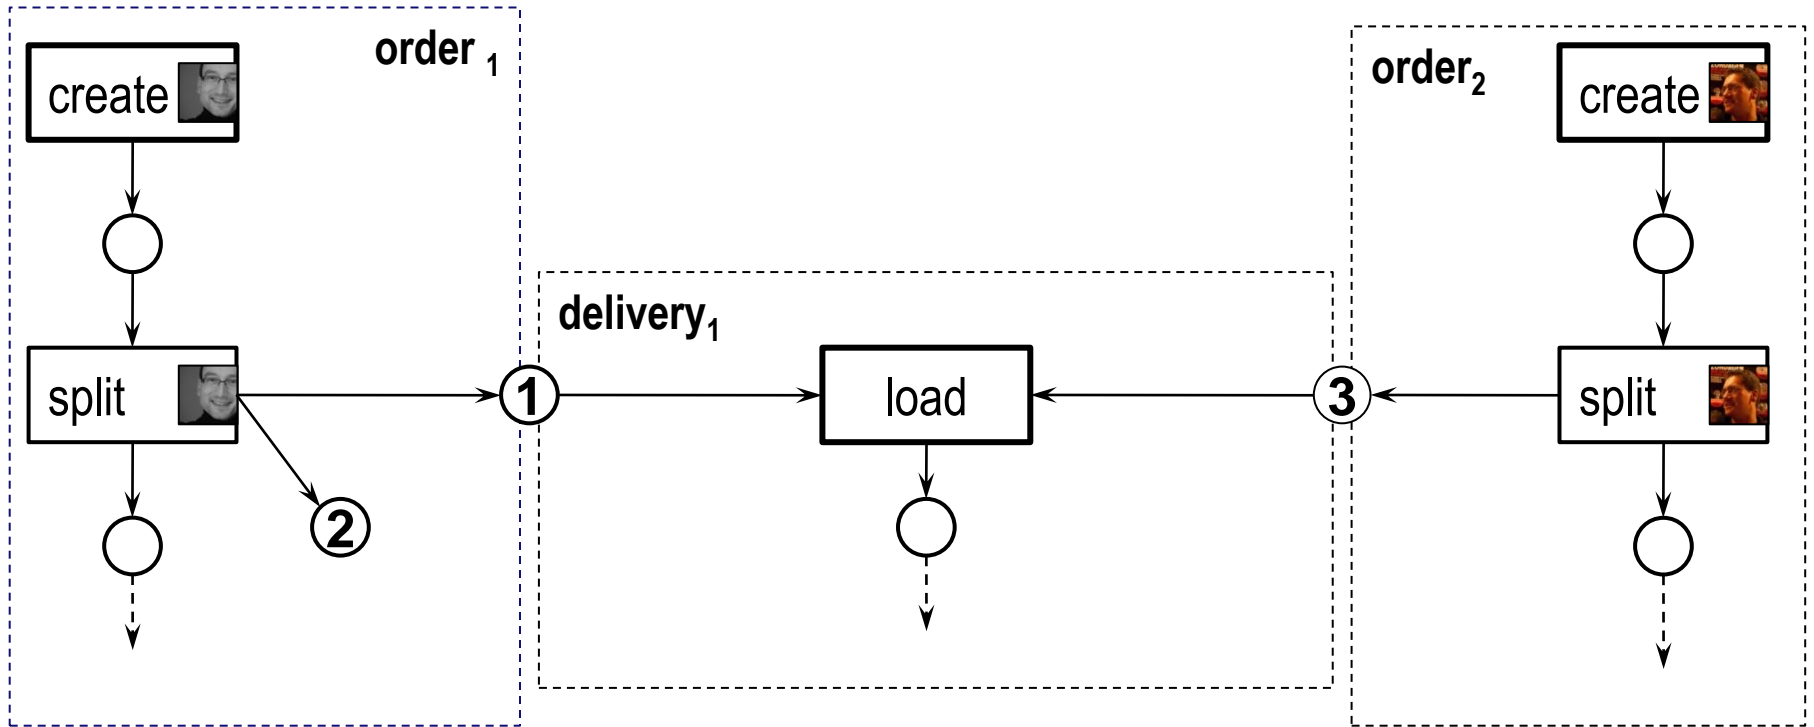 order 1
create
order2
create
delivery1
split
1
load
3
split
2